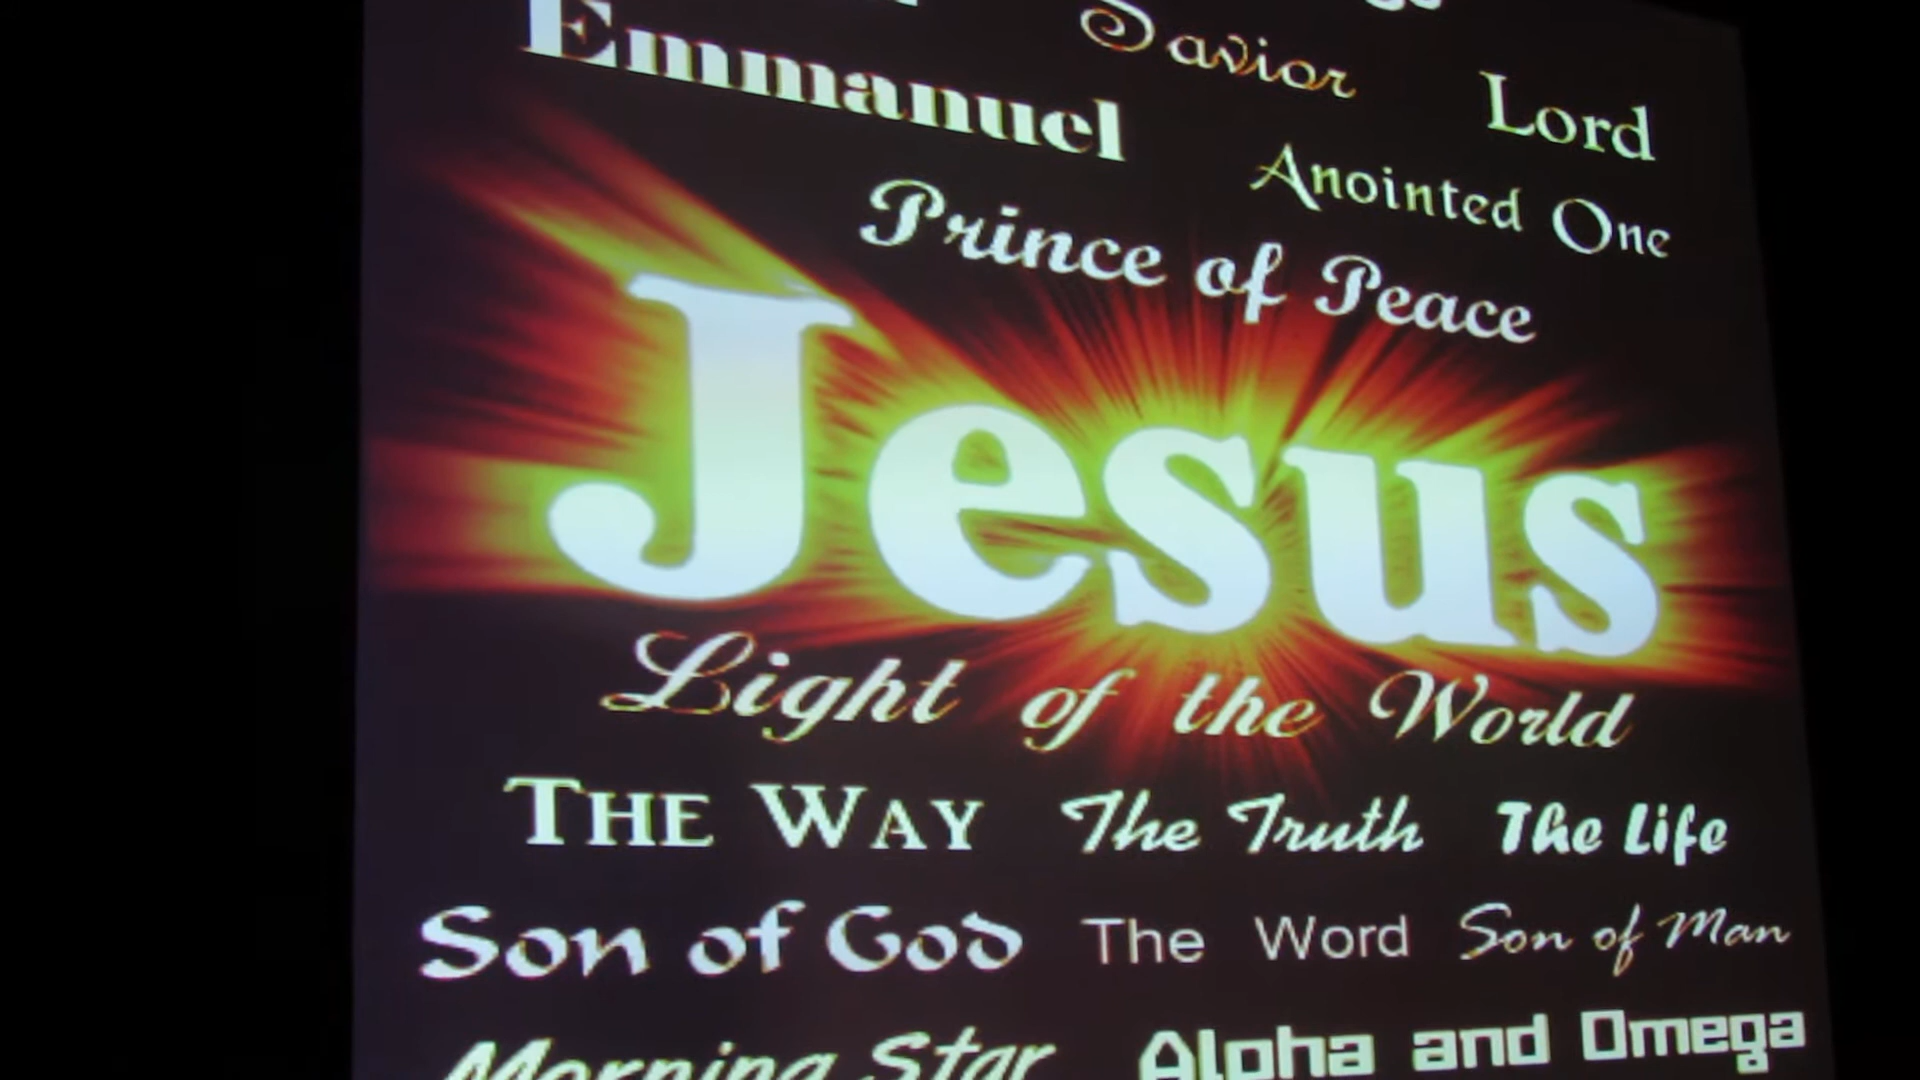 Savior
Emmanuel
Lord
Anointed One
Prince of Peace
Jesus
Light of the World
The Way The Truth The Life
Son of God The Word Son of Man
Morning Star Alpha and Omega